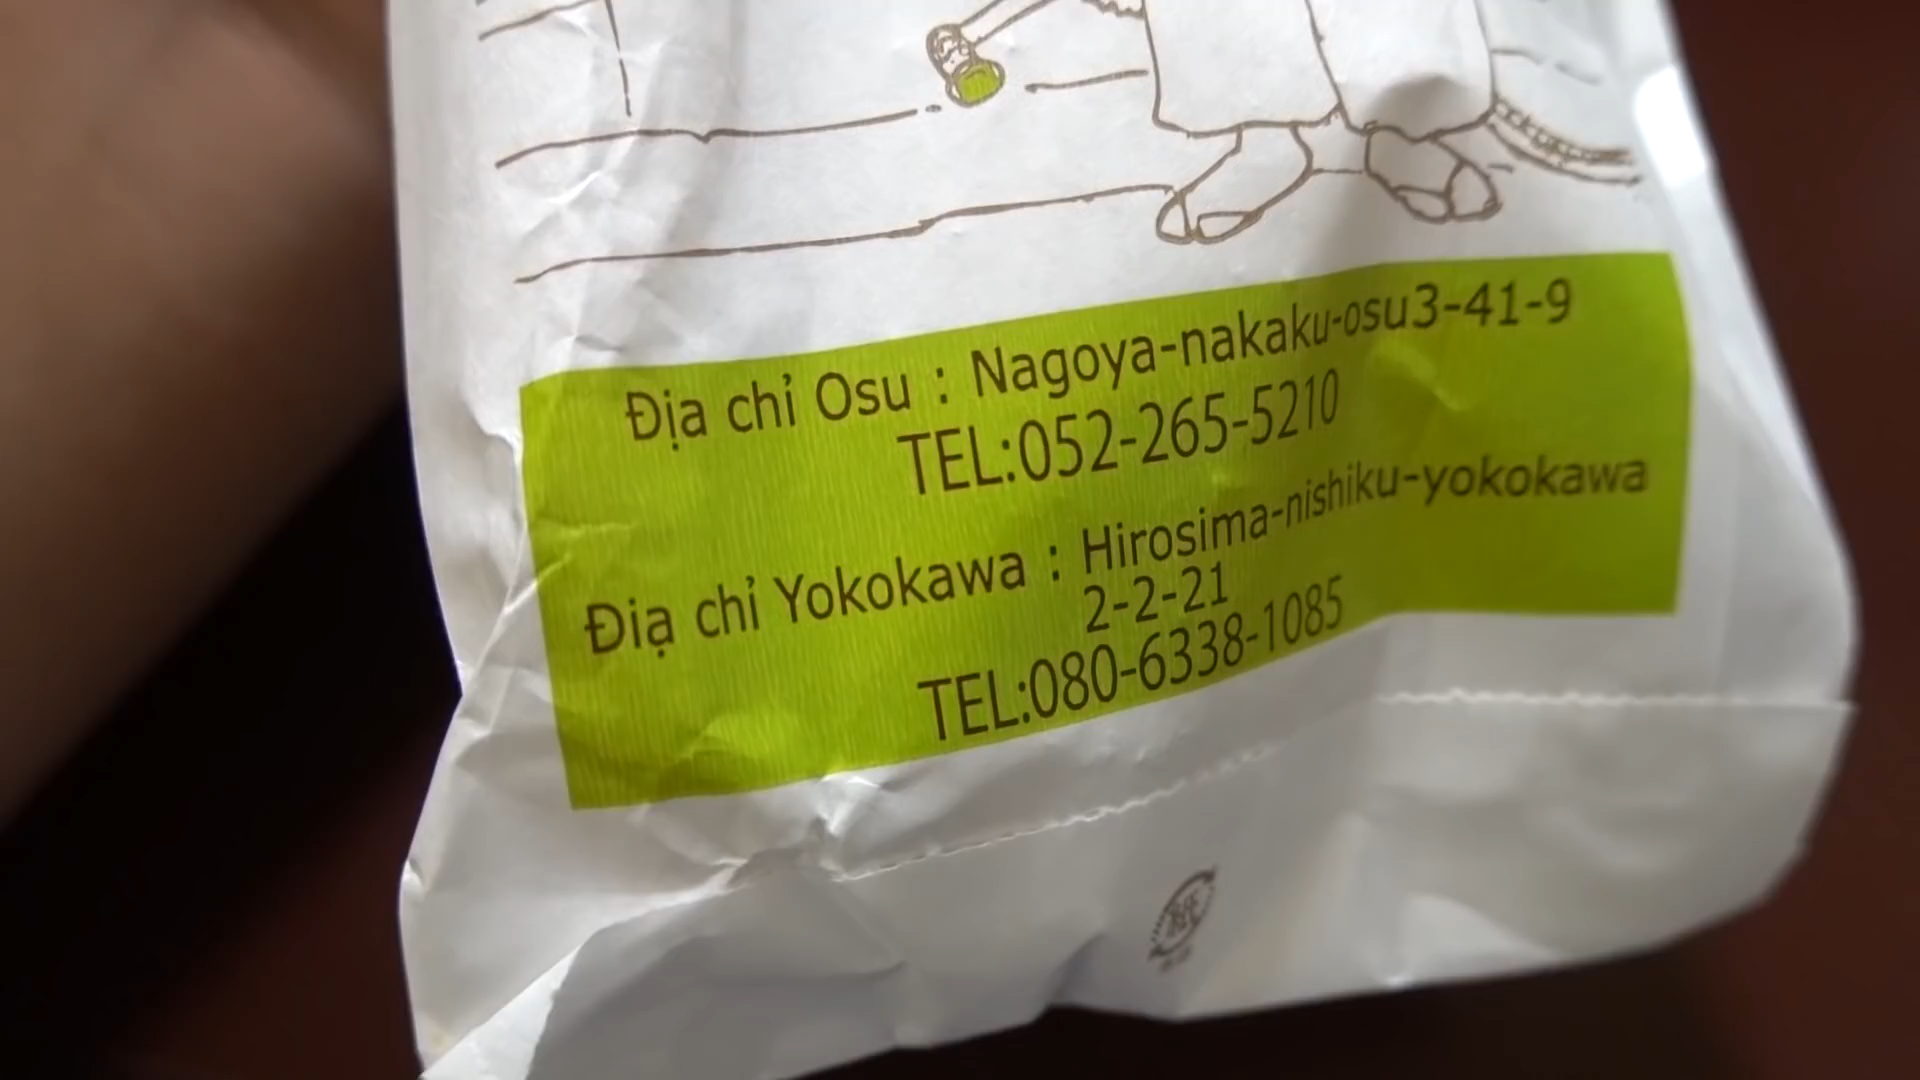 Địa chỉ Osu : Nagoya-nakaku-osu3-41-9
TEL:052-265-5210
Điạ chỉ Yokokawa : Hirosima-nishiku-yokokawa
2-2-21
TEL:080-6338-1085